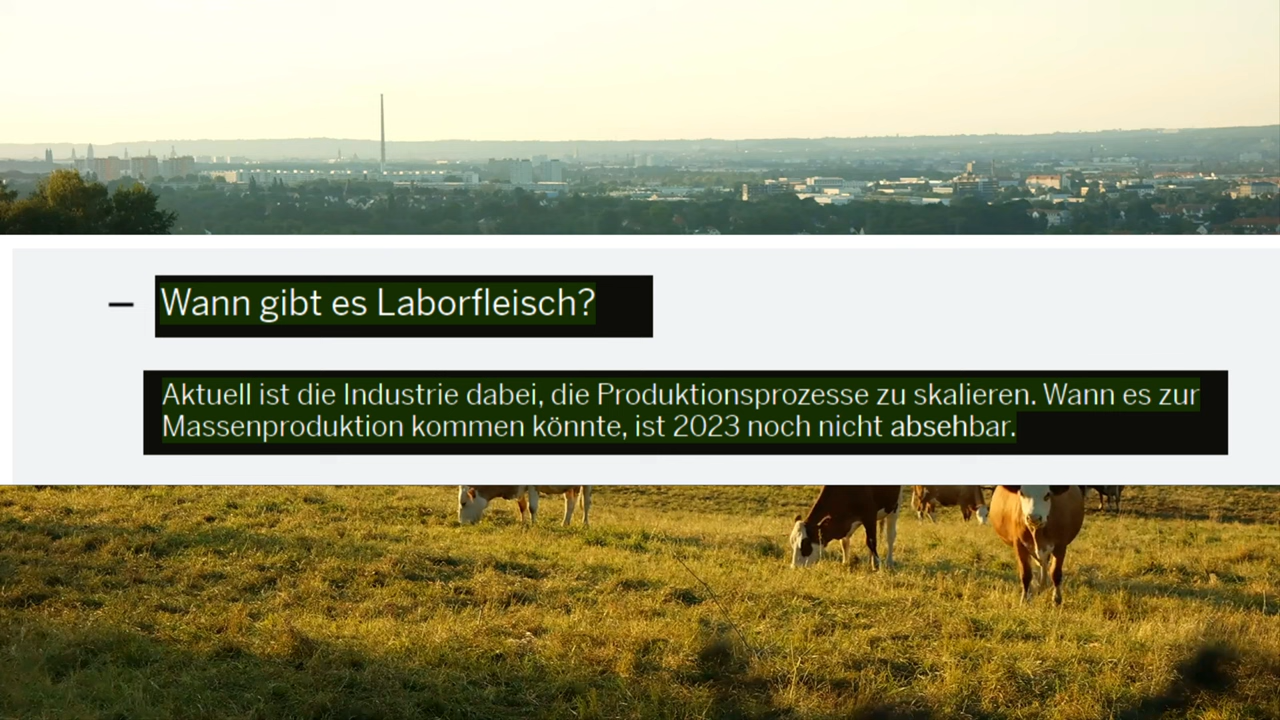 Wann gibt es Laborfleisch?
Aktuell ist die Industrie dabei, die Produktionsprozesse zu skalieren. Wann es zur
Massenproduktion kommen könnte, ist 2023 noch nicht absehbar.